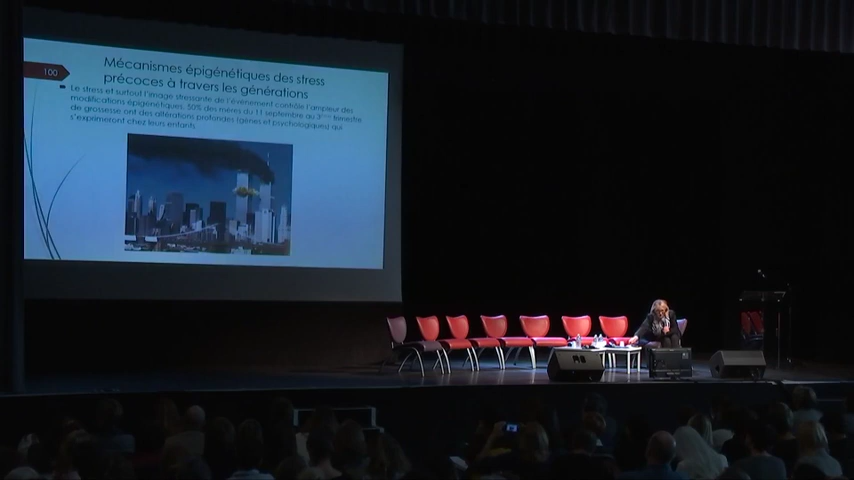 100
Mécanismes épigénétiques des stress
précoces à travers les générations
Le stress et surtout l'image stressante de l'événement contrôle l'ampleur des
modifications épigénétiques. 50% des mères du 11 septembre au 3ème trimestre
de grossesse ont des altérations profondes (gènes et psychologiques) qui
s'exprimeront chez leurs enfants.